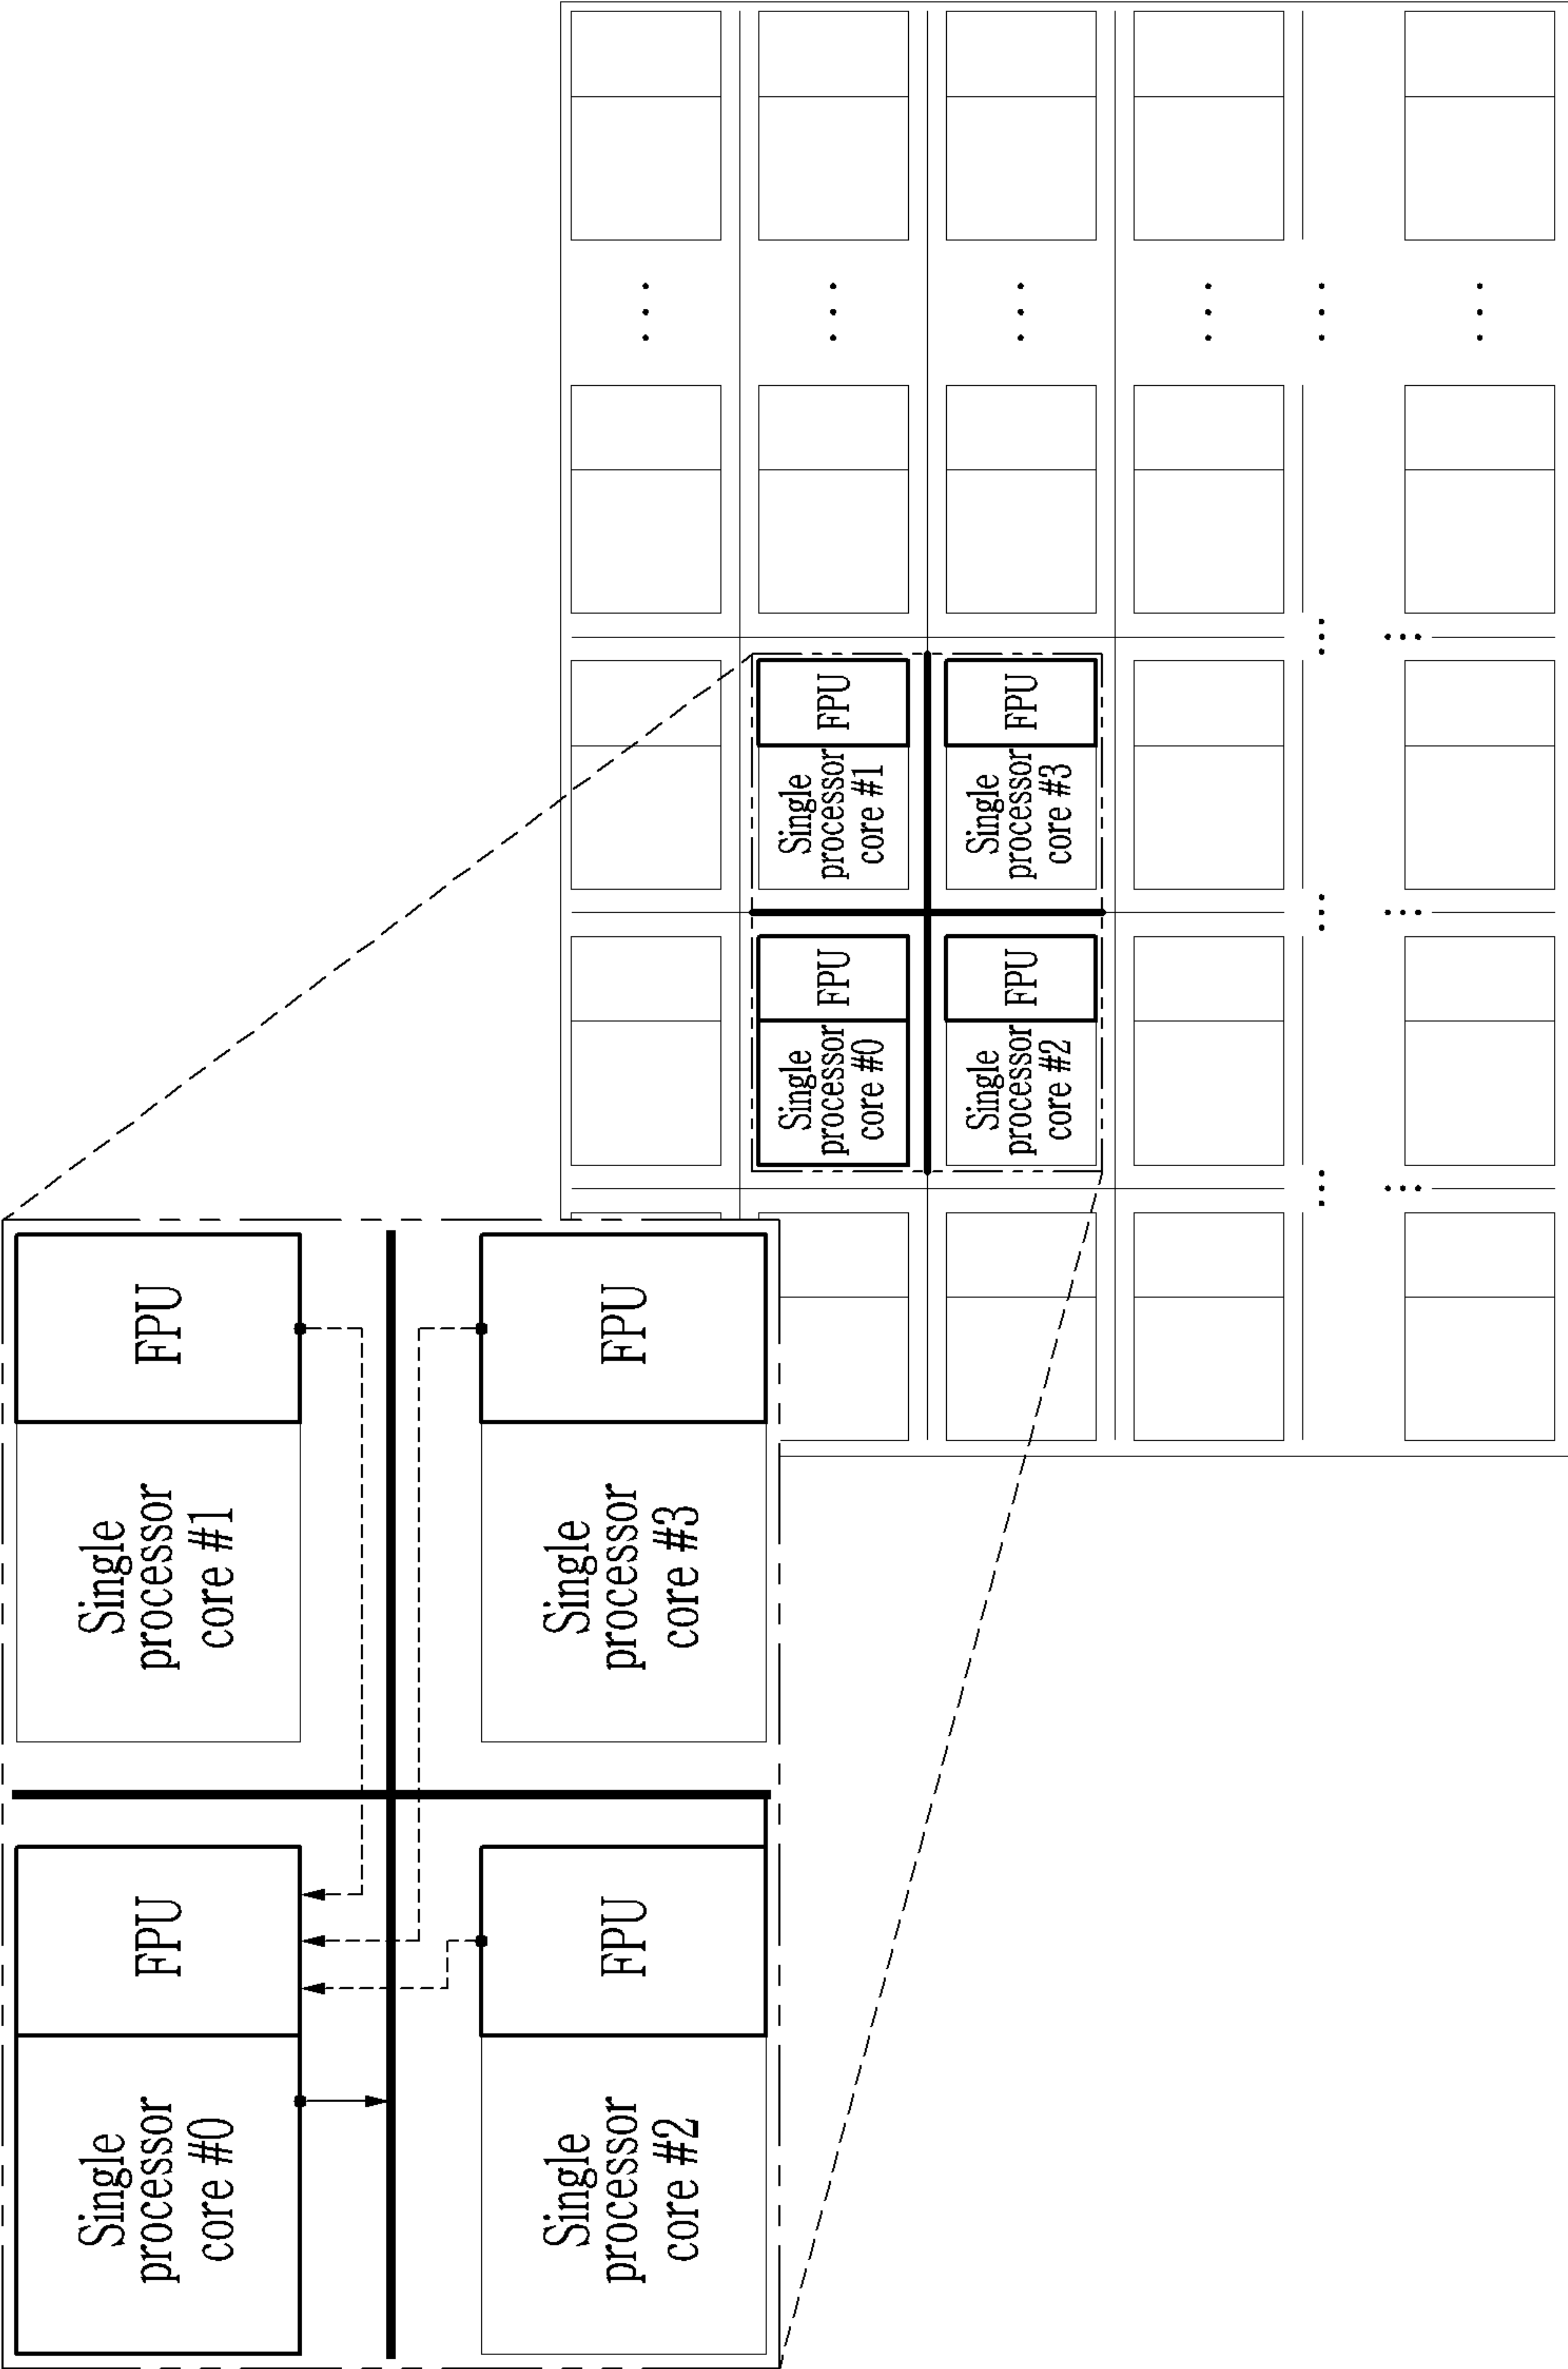 FPU
Single
processor
core #0
FPU
Single
processor
core #1
FPU
Single
processor
core #2
FPU
Single
processor
core #3
FPU
Single
processor
core #0
FPU
Single
processor
core #1
FPU
Single
processor
core #2
FPU
Single
processor
core #3